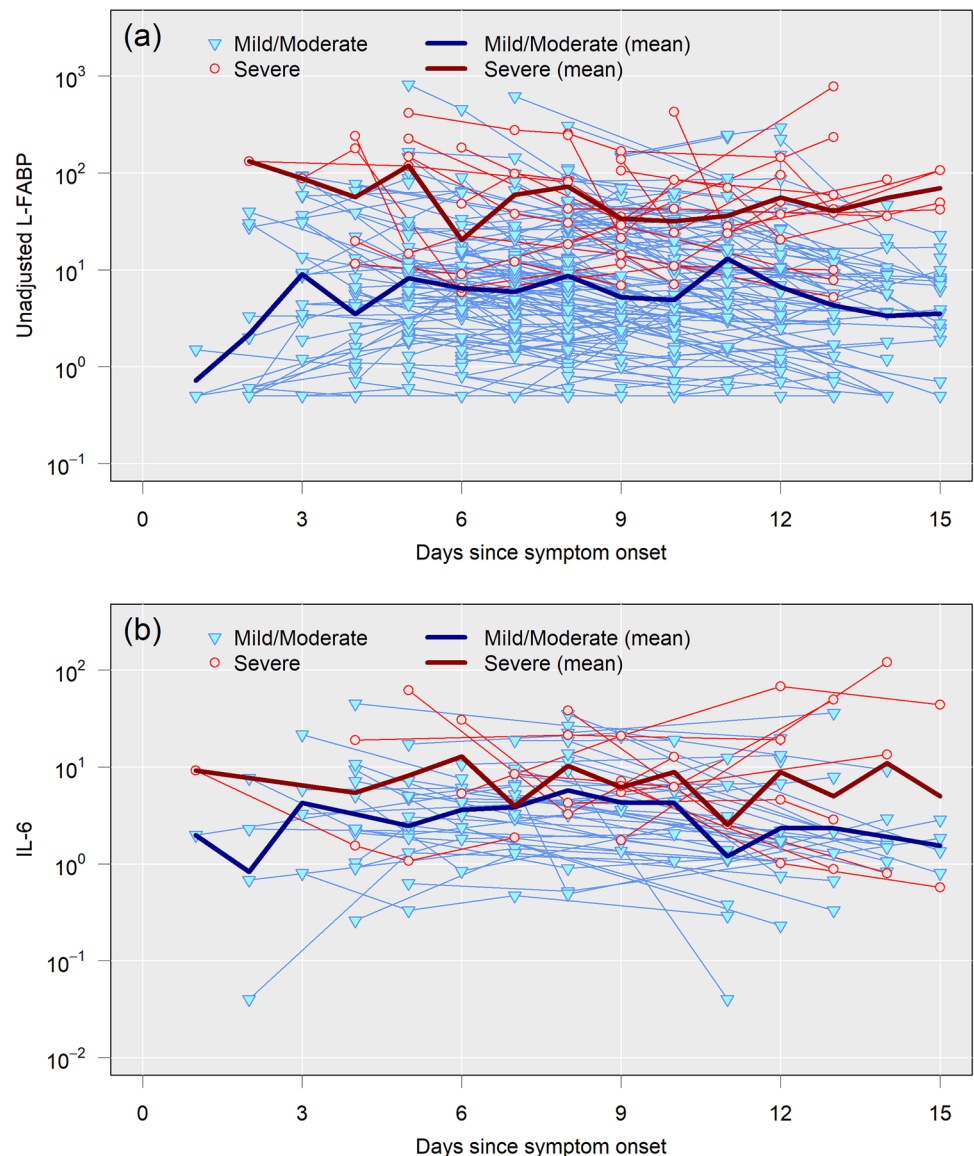 (a)
Mild/Moderate Mild/Moderate (mean)
Severe Severe (mean)
Unadjusted L-FABP
10³
10²
10¹
10⁰
10⁻¹
0 3 6 9 12 15
Days since symptom onset
(b)
Mild/Moderate Mild/Moderate (mean)
Severe Severe (mean)
IL-6
10²
10¹
10⁰
10⁻¹
10⁻²
0 3 6 9 12 15
Days since symptom onset